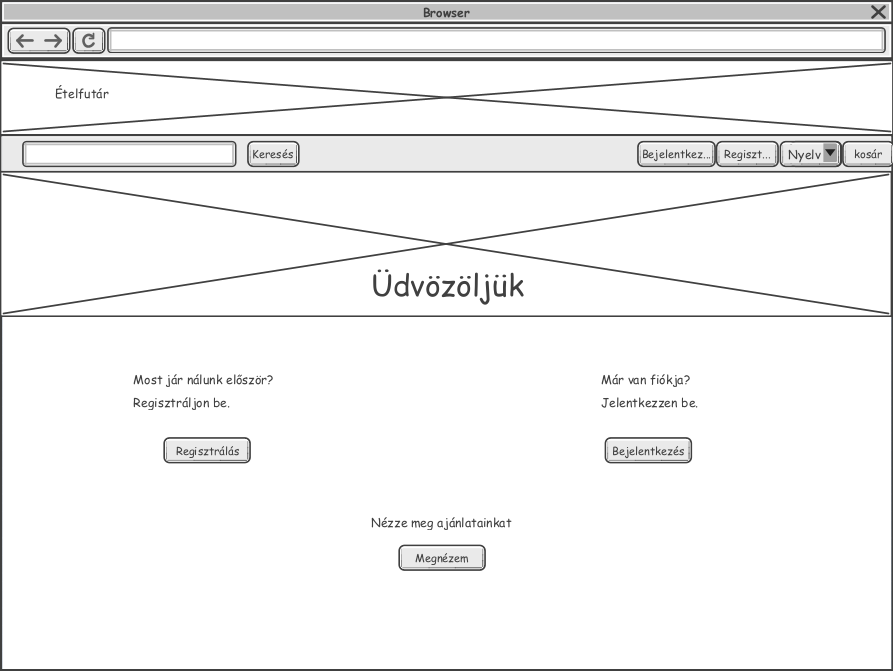 Browser
Ételfutár
Keresés
Bejelentkez...
Regiszt...
Nyelv
kosár
Üdvözöljük
Most jár nálunk először?
Regisztráljon be.
Regisztrálás
Már van fiókja?
Jelentkezzen be.
Bejelentkezés
Nézze meg ajánlatainkat
Megnézem